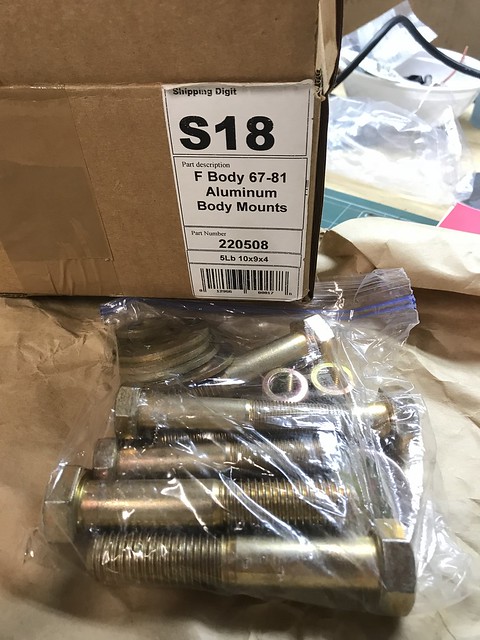 Shipping Digit
S18
Part description
F Body 67-81
Aluminum
Body Mounts
Part Number
220508
5Lb 10x9x4